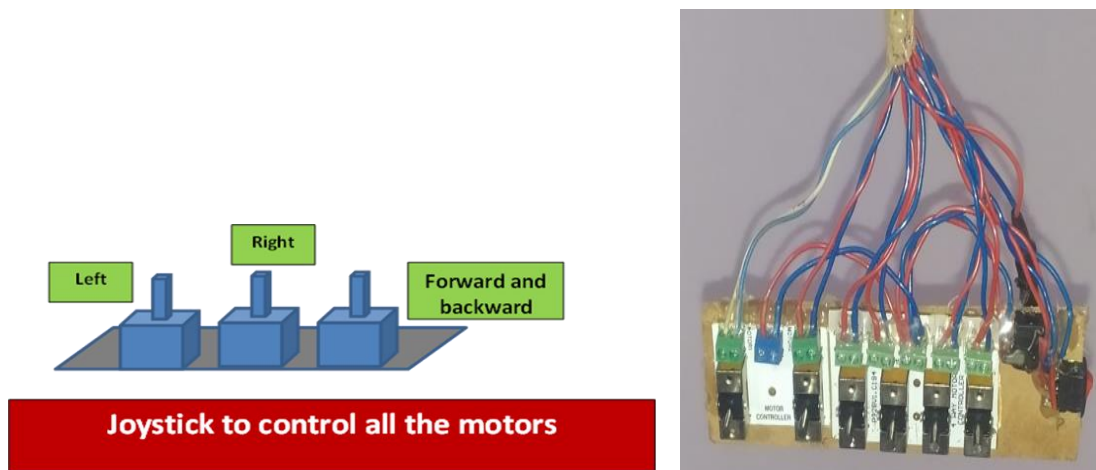 Right
Left
Forward and
backward
Joystick to control all the motors
MOTOR
CONTROLLER